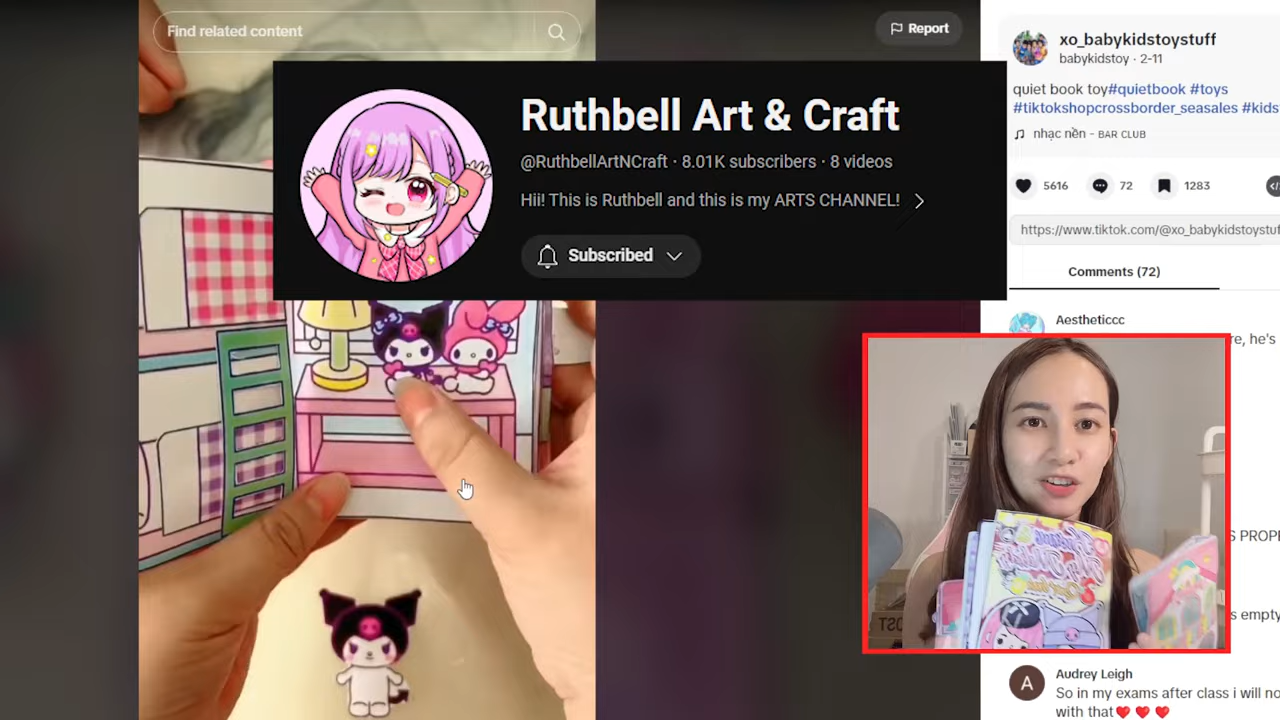 Find related content
Report
Ruthbell Art & Craft
@RuthbellArtNCraft · 8.01K subscribers · 8 videos
Hii! This is Ruthbell and this is my ARTS CHANNEL!
Subscribed
xo_babykidstoystuff
babykidstoy · 2-11
quiet book toy#quietbook #toys
#tiktokshopcrossborder_seasales #kids
nhạc nền - BAR CLUB
5616
72
1283
https://www.tiktok.com/@xo_babykidstoystuf
Comments (72)
Aestheticcc
re, he's
S PROPE
s empty
A
Audrey Leigh
So in my exams after class i will no
with that❤️ ❤️ ❤️